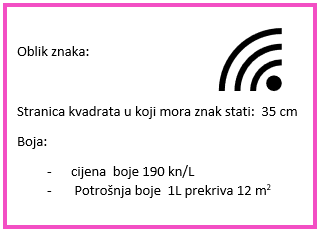 Oblik znaka:
Stranica kvadrata u koji mora znak stati:  35 cm
Boja:
- cijena  boje 190 kn/L
- Potrošnja boje  1L prekriva 12 m²